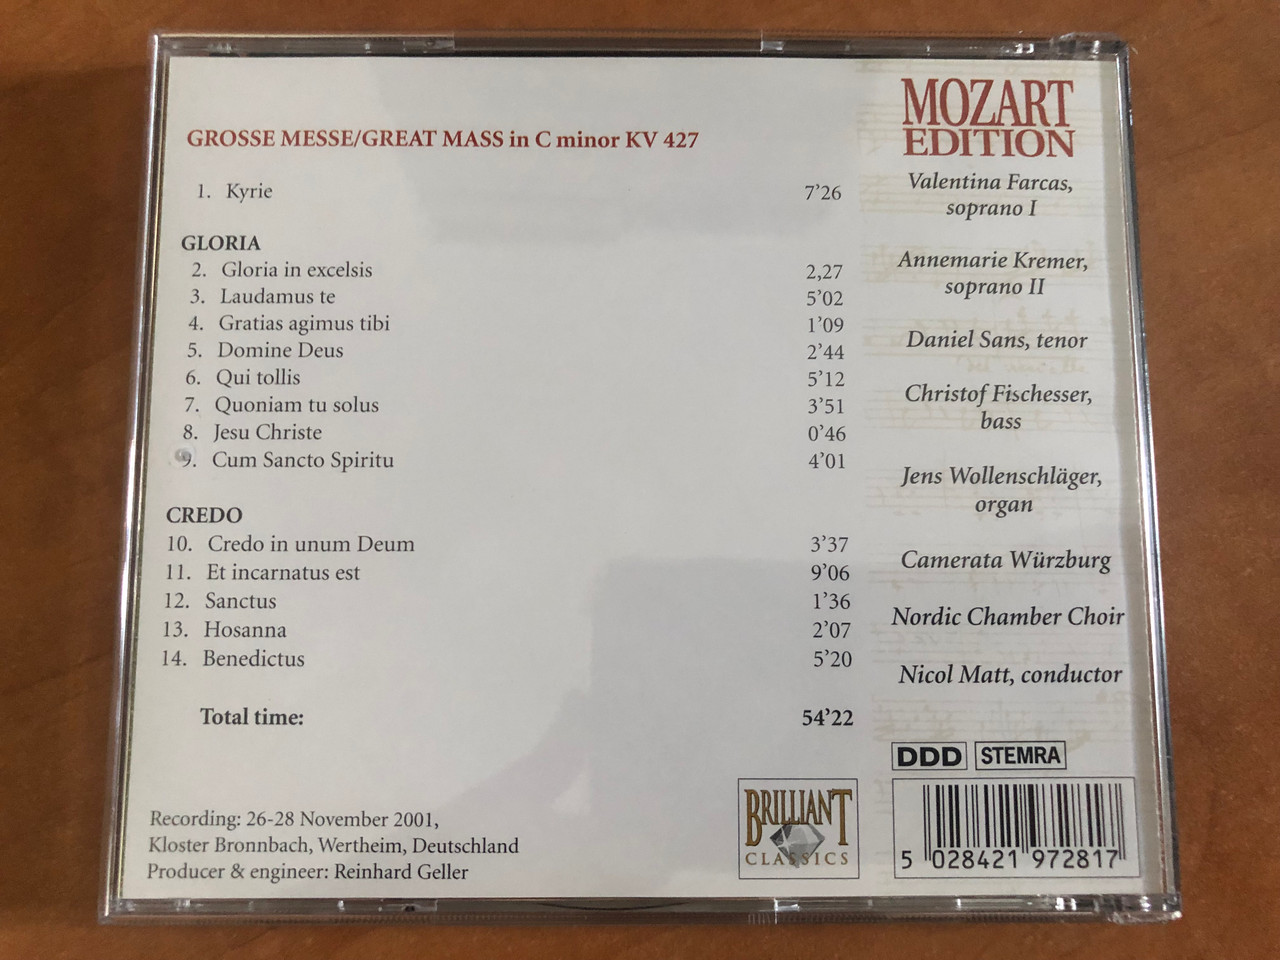 GROSSE MESSE/GREAT MASS in C minor KV 427
1. Kyrie 7’26
GLORIA
2. Gloria in excelsis 2,27
3. Laudamus te 5’02
4. Gratias agimus tibi 1’09
5. Domine Deus 2’44
6. Qui tollis 5’12
7. Quoniam tu solus 3’51
8. Jesu Christe 0’46
9. Cum Sancto Spiritu 4’01
CREDO
10. Credo in unum Deum 3’37
11. Et incarnatus est 9’06
12. Sanctus 1’36
13. Hosanna 2’07
14. Benedictus 5’20
Total time: 54’22
Recording: 26-28 November 2001,
Kloster Bronnbach, Wertheim, Deutschland
Producer & engineer: Reinhard Geller
MOZART
EDITION
Valentina Farcas,
soprano I
Annemarie Kremer,
soprano II
Daniel Sans, tenor
Christof Fischesser,
bass
Jens Wollenschläger,
organ
Camerata Würzburg
Nordic Chamber Choir
Nicol Matt, conductor
DDD STEMRA
BRILLIANT
CLASSICS
5 028421 972817